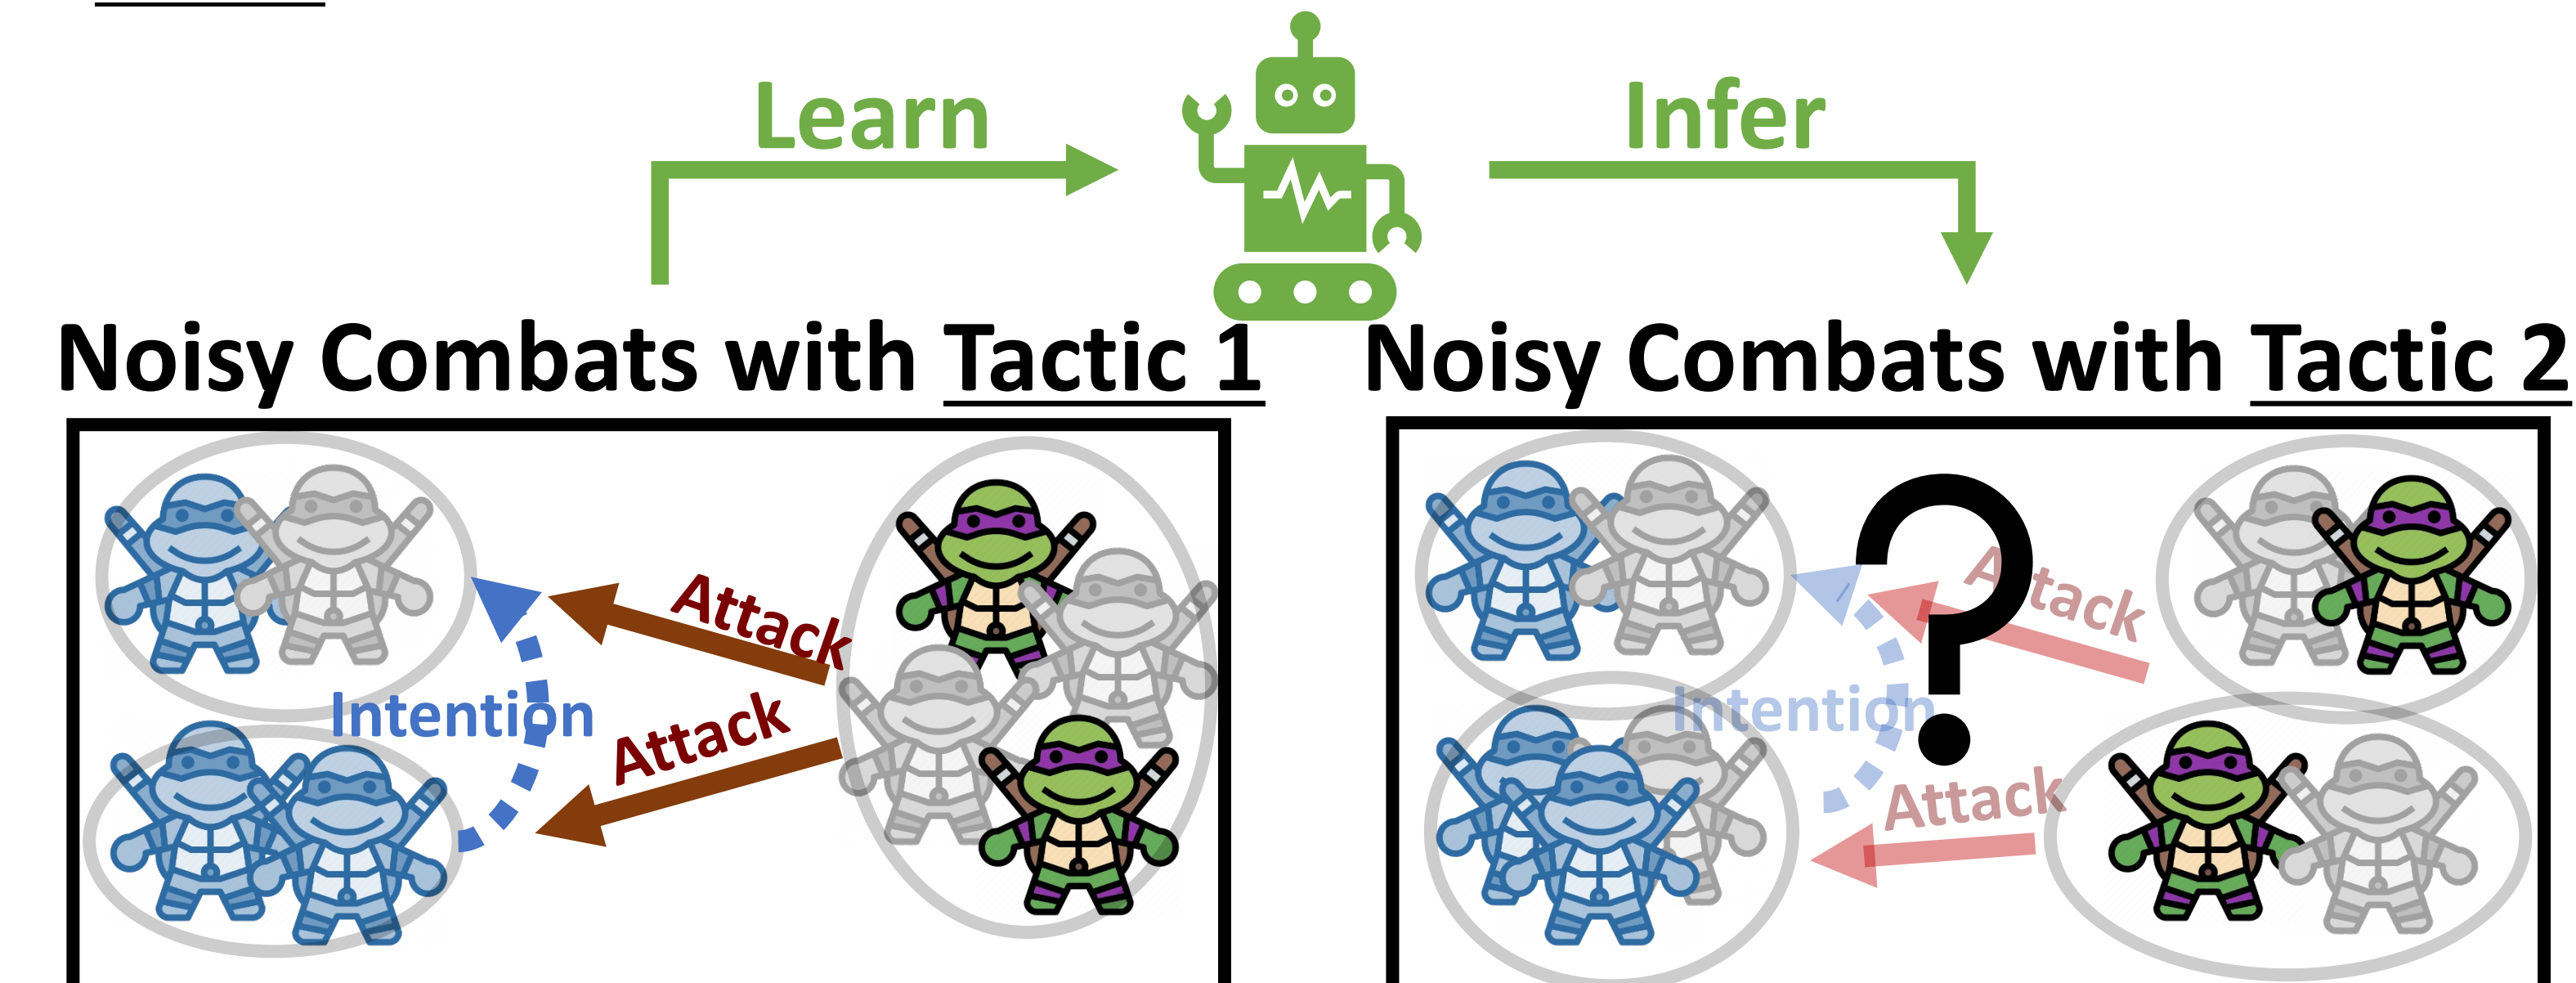 Learn
Infer
Noisy Combats with Tactic 1
Noisy Combats with Tactic 2
Attack
Intention
Attack
Attack
Intention
Attack